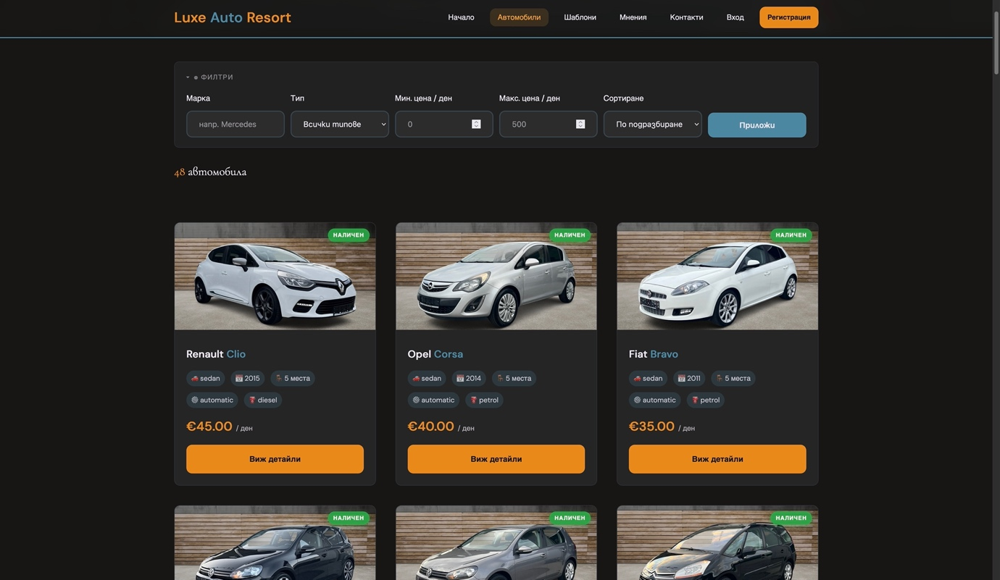 Luxe Auto Resort
Начало Автомобили Шаблони Мнения Контакти Вход Регистрация
ФИЛТРИ
Марка Тип Мин. цена / ден Макс. цена / ден Сортиране
напр. Mercedes Всички типове 0 500 По подразбиране Приложи
48 автомобила
НАЛИЧЕН НАЛИЧЕН НАЛИЧЕН
Renault Clio
sedan 2015 5 места
automatic diesel
€45.00 / ден
Виж детайли
Opel Corsa
sedan 2014 5 места
automatic petrol
€40.00 / ден
Виж детайли
Fiat Bravo
sedan 2011 5 места
automatic petrol
€35.00 / ден
Виж детайли
НАЛИЧЕН НАЛИЧЕН НАЛИЧЕН